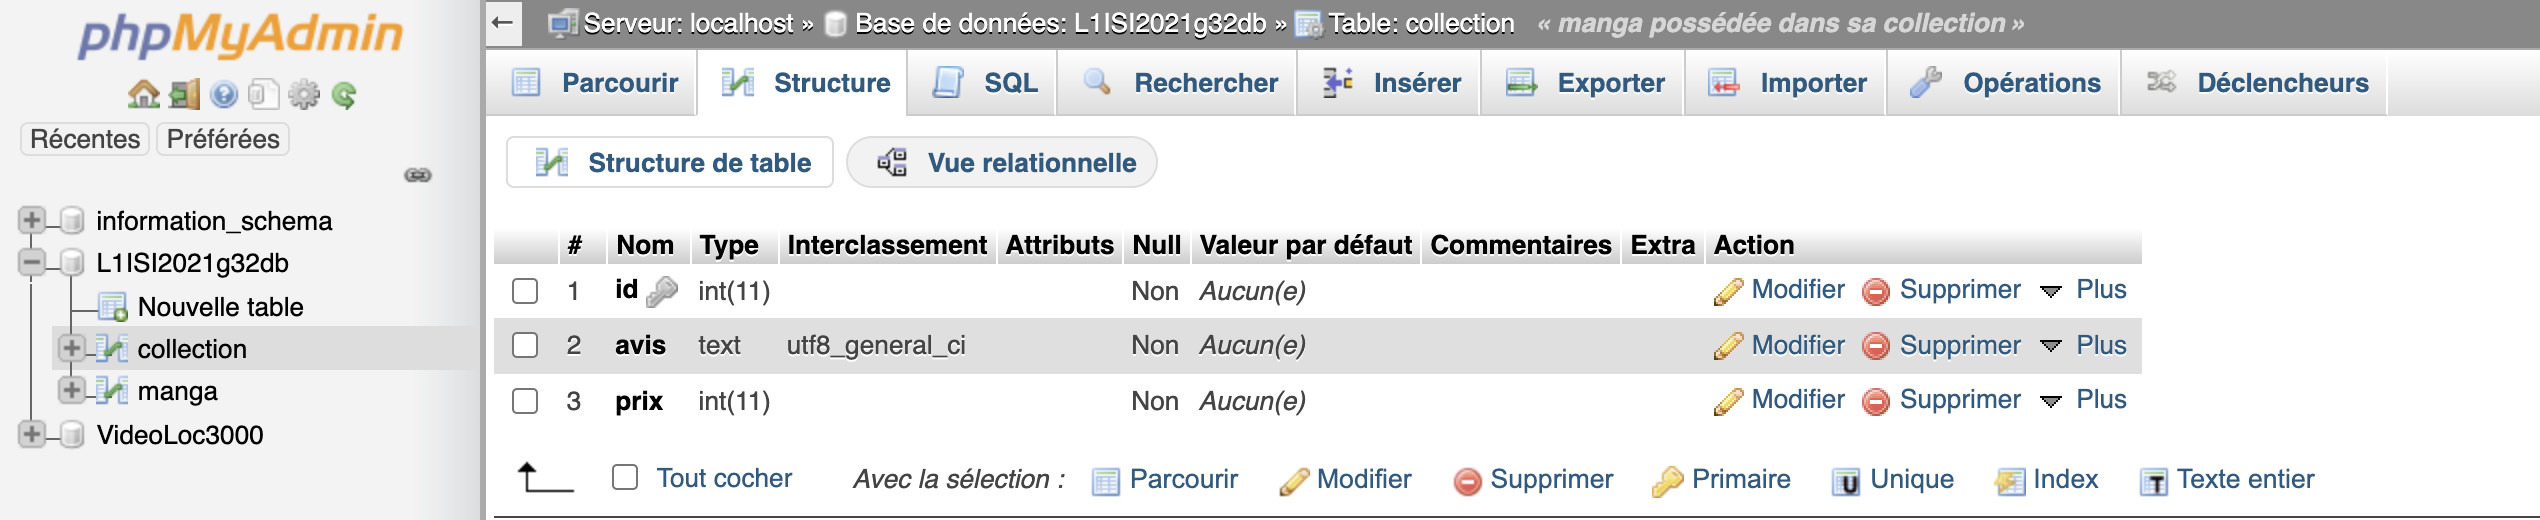 phpMyAdmin
Récentes Préférées
information_schema
L1ISI2021g32db
Nouvelle table
collection
manga
VideoLoc3000
Serveur: localhost » Base de données: L1ISI2021g32db » Table: collection « manga possédée dans sa collection »
Parcourir Structure SQL Rechercher Insérer Exporter Importer Opérations Déclencheurs
Structure de table Vue relationnelle
# Nom Type Interclassement Attributs Null Valeur par défaut Commentaires Extra Action
1 id int(11) Non Aucun(e) Modifier Supprimer Plus
2 avis text utf8_general_ci Non Aucun(e) Modifier Supprimer Plus
3 prix int(11) Non Aucun(e) Modifier Supprimer Plus
Tout cocher Avec la sélection : Parcourir Modifier Supprimer Primaire Unique Index Texte entier